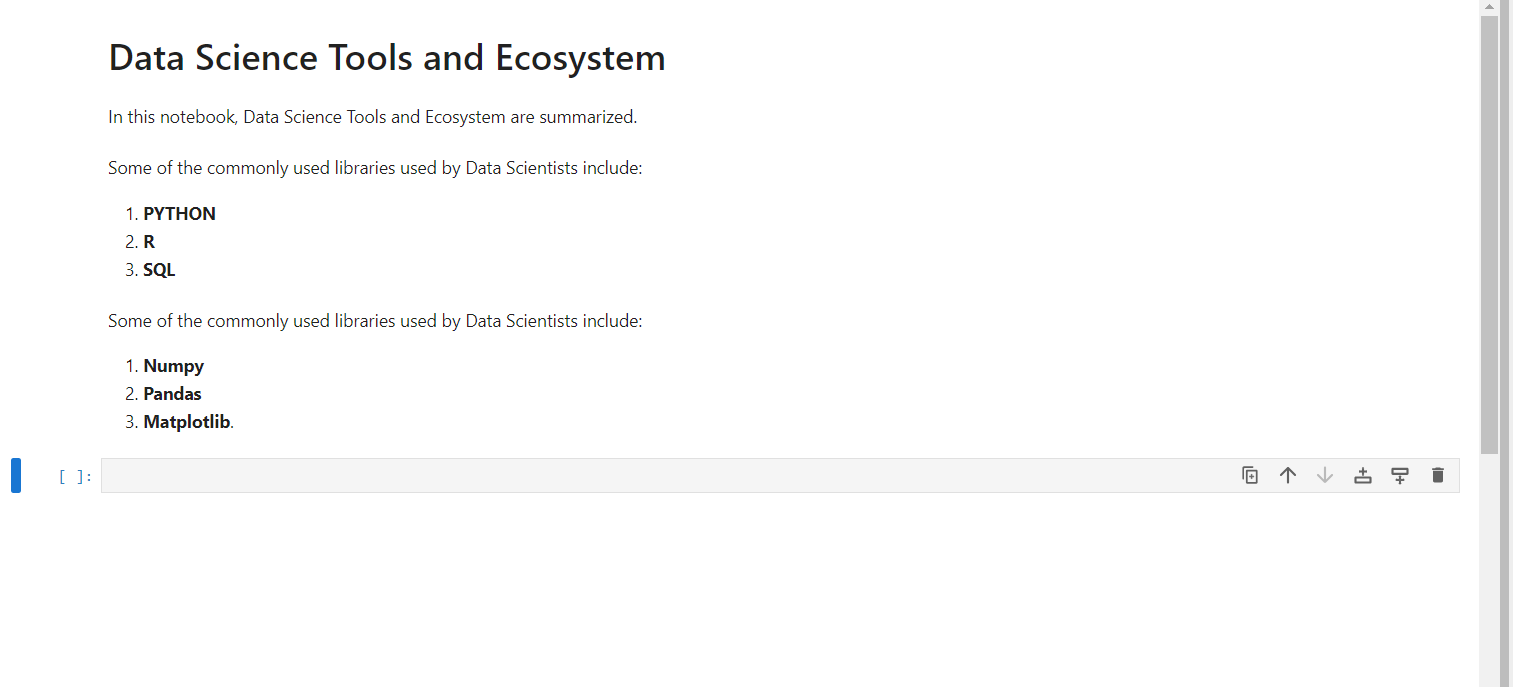 Data Science Tools and Ecosystem
In this notebook, Data Science Tools and Ecosystem are summarized.
Some of the commonly used libraries used by Data Scientists include:
1. PYTHON
2. R
3. SQL
Some of the commonly used libraries used by Data Scientists include:
1. Numpy
2. Pandas
3. Matplotlib.
[ ]: